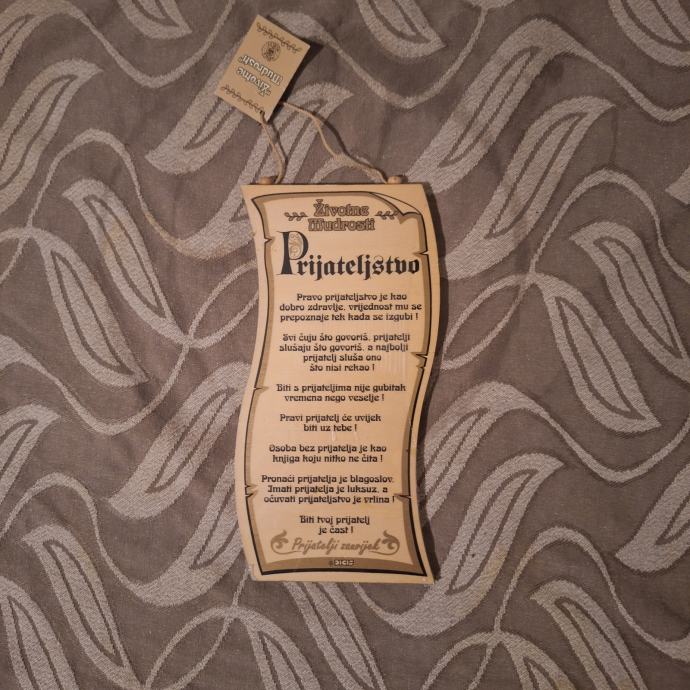 Životne
Mudrosti
Životne
Mudrosti
Prijateljstvo
Pravo prijateljstvo je kao
dobro zdravlje, vrijednost mu se
prepoznaje tek kada se izgubi !
Svi čuju što govoriš, prijatelji
slušaju što govoriš, a najbolji
prijatelj sluša ono
što nisi rekao !
Biti s prijateljima nije gubitak
vremena nego veselje !
Pravi prijatelj će uvijek
biti uz tebe !
Osoba bez prijatelja je kao
knjiga koju nitko ne čita !
Pronaći prijatelja je blagoslov.
Imati prijatelja je luksuz, a
očuvati prijateljstvo je vrlina !
Biti tvoj prijatelj
je čast !
Prijatelji zauvijek